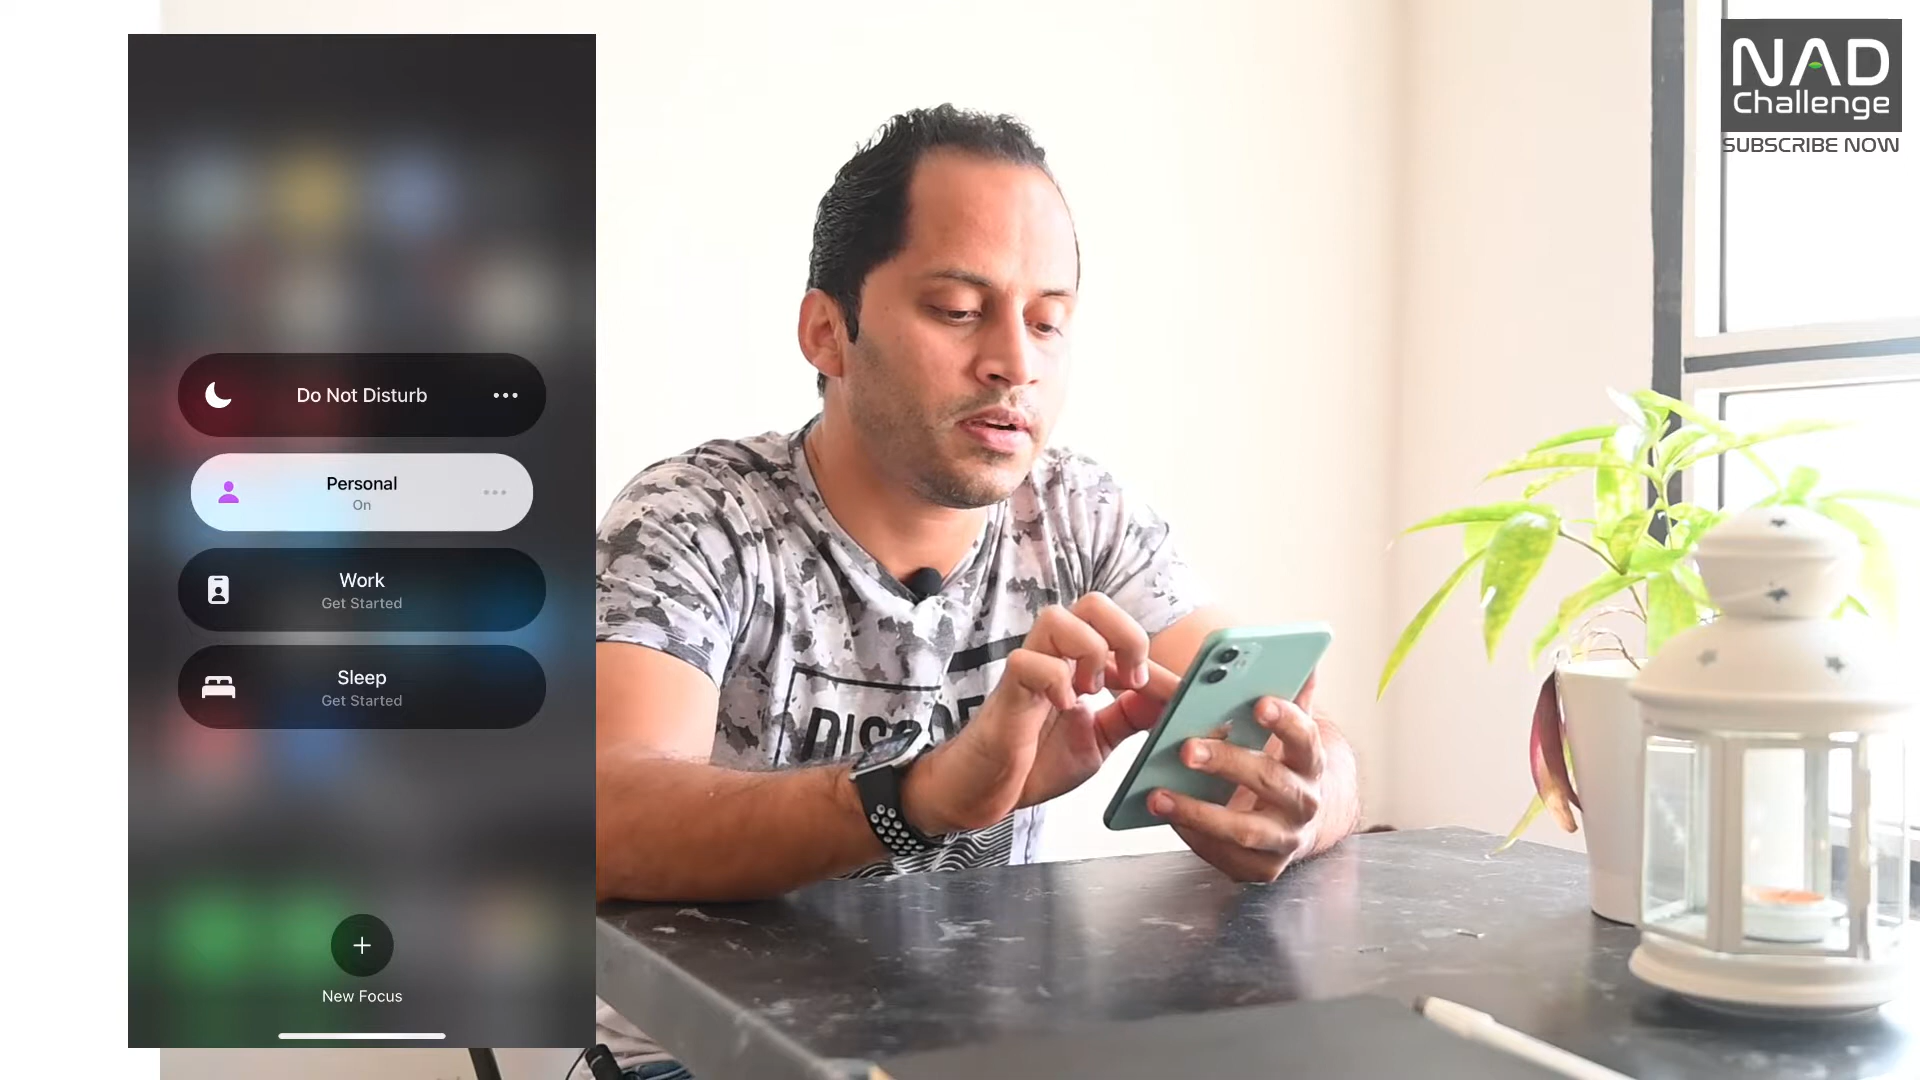 Do Not Disturb
Personal
On
Work
Get Started
Sleep
Get Started
New Focus
NAD
Challenge
SUBSCRIBE NOW